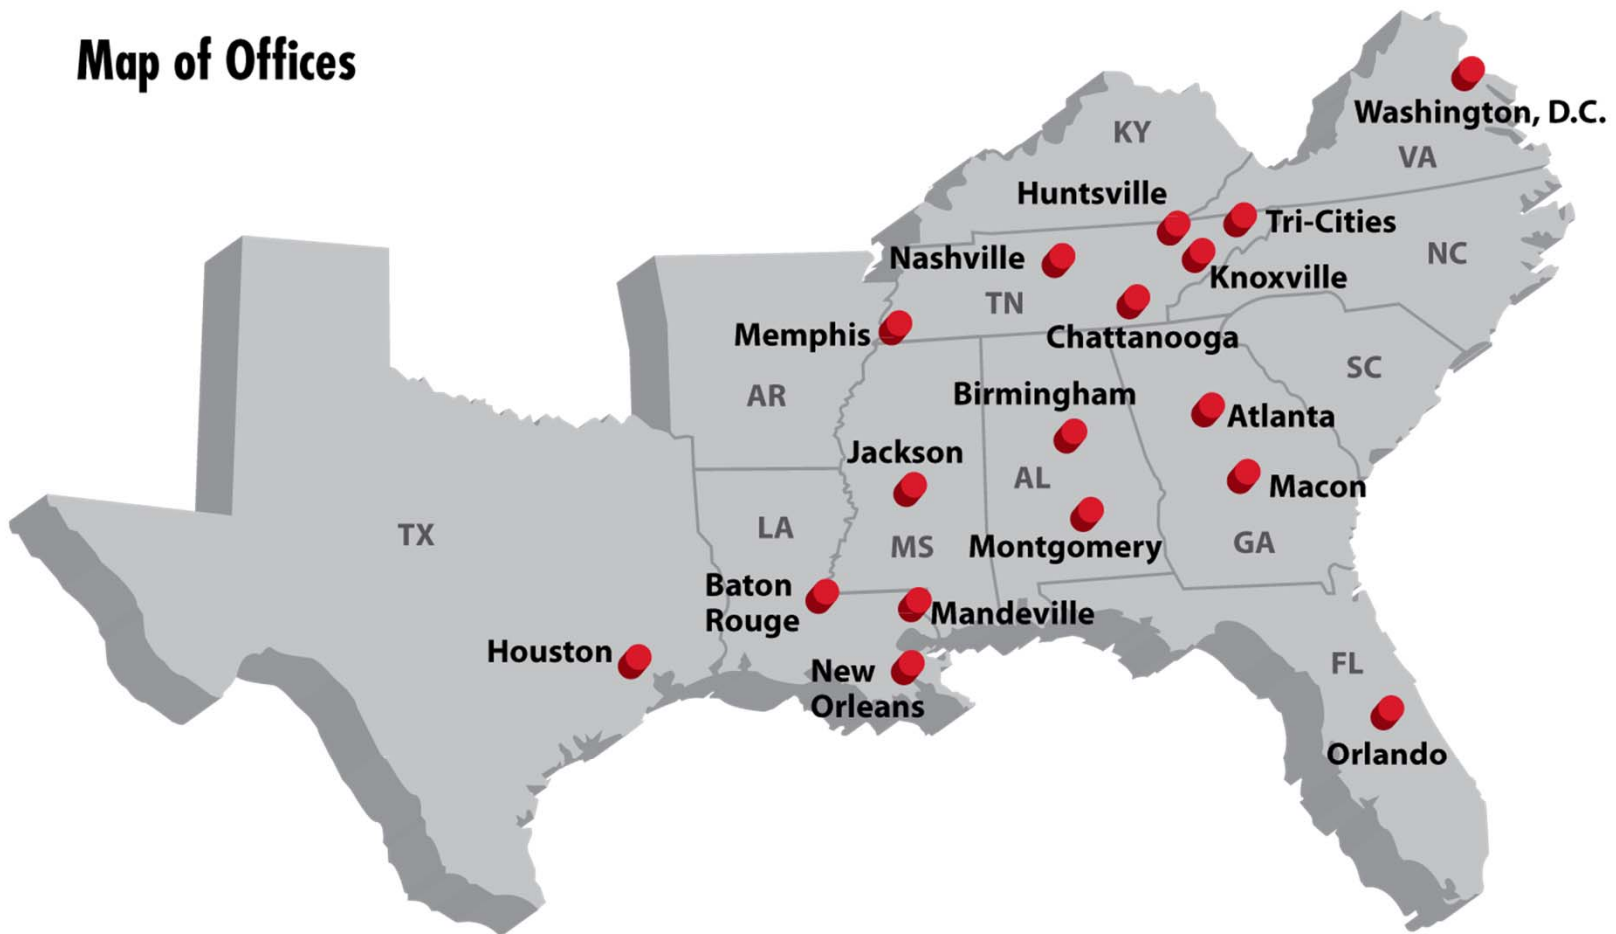 Map of Offices
Washington, D.C.
KY
VA
Huntsville
Tri-Cities
NC
Nashville
Knoxville
TN
Memphis
Chattanooga
SC
AR
Birmingham
Atlanta
Jackson
AL
Macon
TX
LA
MS
Montgomery
GA
Baton
Rouge
Mandeville
Houston
New
Orleans
FL
Orlando